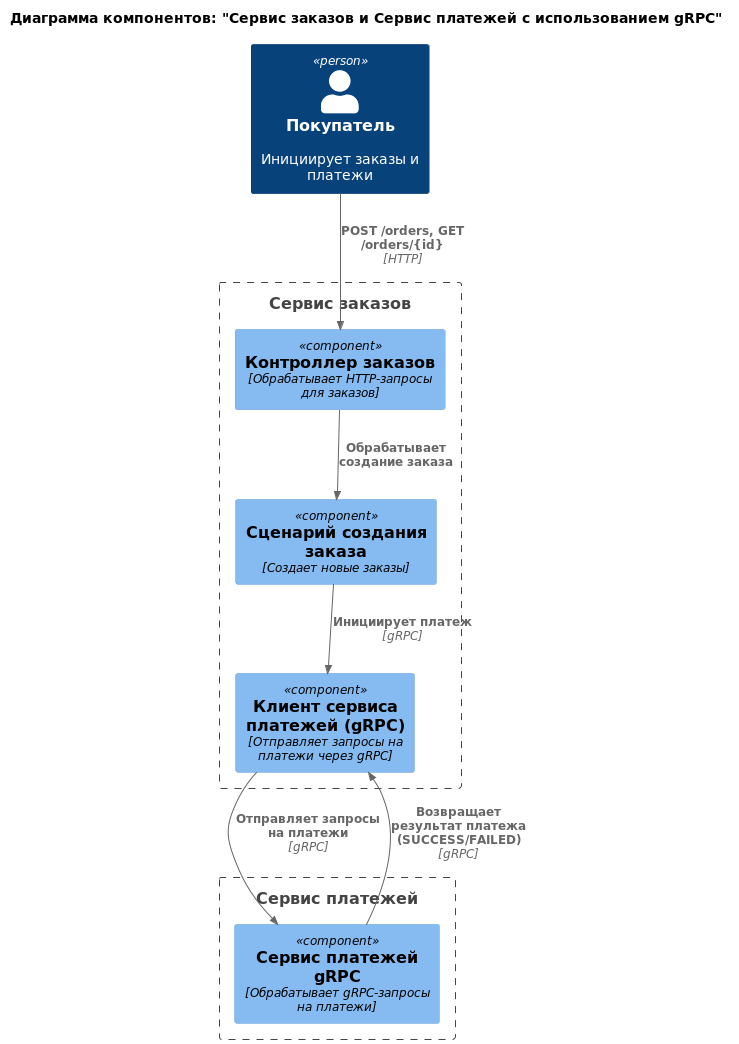 Диаграмма компонентов: "Сервис заказов и Сервис платежей с использованием gRPC"
«person»
Покупатель
Инициирует заказы и
платежи
POST /orders, GET
/orders/{id}
[HTTP]
Сервис заказов
«component»
Контроллер заказов
[Обрабатывает HTTP-запросы
для заказов]
Обрабатывает
создание заказа
«component»
Сценарий создания
заказа
[Создает новые заказы]
Инициирует платеж
[gRPC]
«component»
Клиент сервиса
платежей (gRPC)
[Отправляет запросы на
платежи через gRPC]
Отправляет запросы
на платежи
[gRPC]
Возвращает
результат платежа
(SUCCESS/FAILED)
[gRPC]
Сервис платежей
«component»
Сервис платежей
gRPC
[Обрабатывает gRPC-запросы
на платежи]